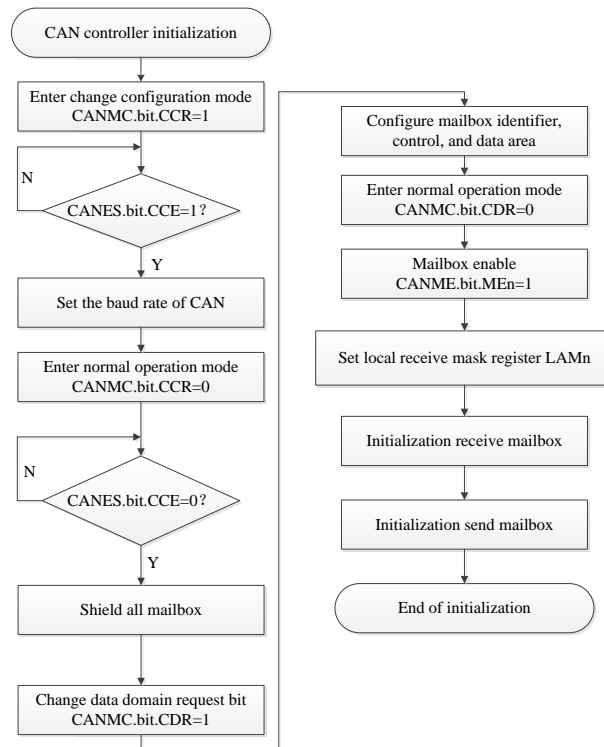 CAN controller initialization
Enter change configuration mode
CANMC.bit.CCR=1
N
CANES.bit.CCE=1?
Y
Set the baud rate of CAN
Enter normal operation mode
CANMC.bit.CCR=0
N
CANES.bit.CCE=0?
Y
Shield all mailbox
Change data domain request bit
CANMC.bit.CDR=1
Configure mailbox identifier,
control, and data area
Enter normal operation mode
CANMC.bit.CDR=0
Mailbox enable
CANME.bit.MEn=1
Set local receive mask register LAMn
Initialization receive mailbox
Initialization send mailbox
End of initialization